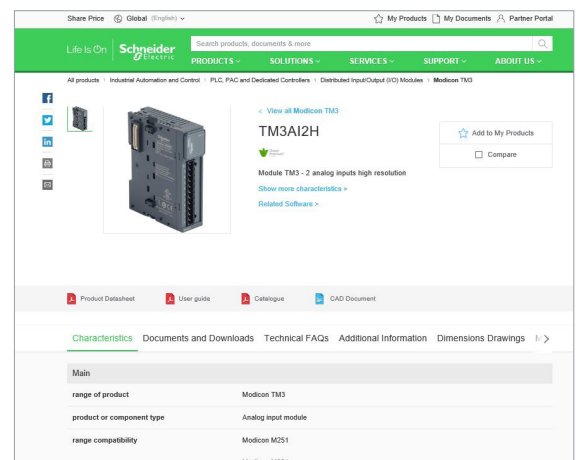 Share Price Global (English) My Products My Documents Partner Portal
Life Is On Schneider Electric
Search products, documents & more
PRODUCTS SOLUTIONS SERVICES SUPPORT ABOUT US
All products Industrial Automation and Control PLC, PAC and Dedicated Controllers Distributed Input/Output (I/O) Modules Modicon TM3
< View all Modicon TM3
TM3AI2H
Add to My Products
Compare
Module TM3 - 2 analog inputs high resolution
Show more characteristics >
Related Software >
Product Datasheet User guide Catalogue CAD Document
Characteristics Documents and Downloads Technical FAQs Additional Information Dimensions Drawings
Main
range of product Modicon TM3
product or component type Analog input module
range compatibility Modicon M251